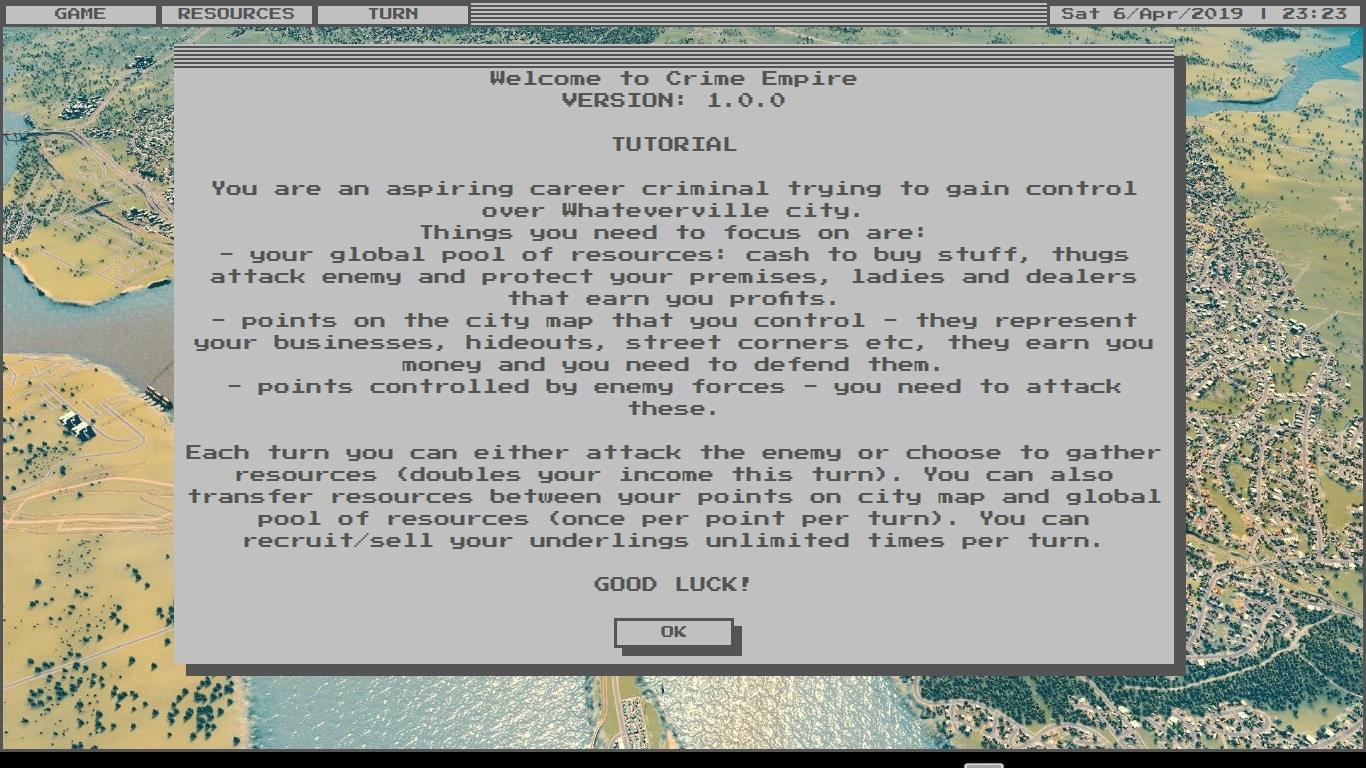 GAME RESOURCES TURN Sat 6/Apr/2019 | 23:23
Welcome to Crime Empire
VERSION: 1.0.0
TUTORIAL
You are an aspiring career criminal trying to gain control
over Whateverville city.
Things you need to focus on are:
- your global pool of resources: cash to buy stuff, thugs
attack enemy and protect your premises, ladies and dealers
that earn you profits.
- points on the city map that you control - they represent
your businesses, hideouts, street corners etc, they earn you
money and you need to defend them.
- points controlled by enemy forces - you need to attack
these.
Each turn you can either attack the enemy or choose to gather
resources (doubles your income this turn). You can also
transfer resources between your points on city map and global
pool of resources (once per point per turn). You can
recruit/sell your underlings unlimited times per turn.
GOOD LUCK!
OK